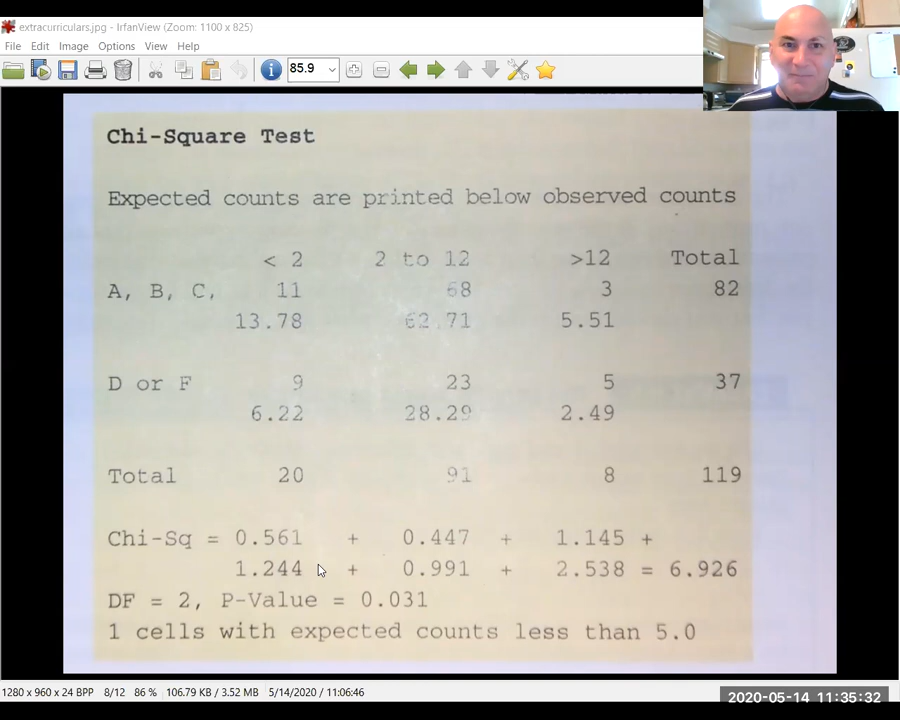 extracurriculars.jpg - IrfanView (Zoom: 1100 x 825)
File Edit Image Options View Help
85.9
Chi-Square Test
Expected counts are printed below observed counts
< 2 2 to 12 >12 Total
A, B, C, 11 68 3 82
13.78 62.71 5.51
D or F 9 23 5 37
6.22 28.29 2.49
Total 20 91 8 119
Chi-Sq = 0.561 + 0.447 + 1.145 +
1.244 + 0.991 + 2.538 = 6.926
DF = 2, P-Value = 0.031
1 cells with expected counts less than 5.0
1280 x 960 x 24 BPP 8/12 86 % 106.79 KB / 3.52 MB 5/14/2020 / 11:06:46
2020-05-14 11:35:32